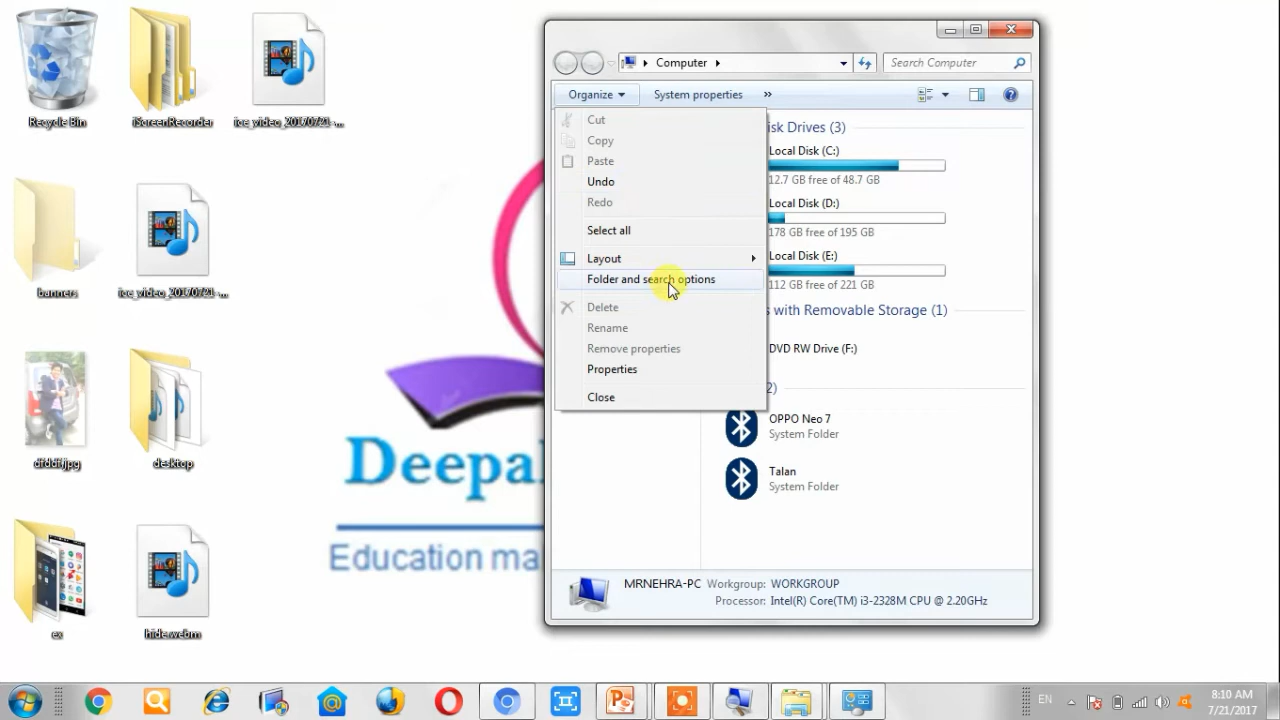 Recycle Bin
iScreenRecorder
ice_video_20170721-...
banners
ice_video_20170721-...
desktop
ex
hide.webm
Deepa
Education ma
Computer
Search Computer
Organize
System properties
»
Cut
Copy
Paste
Undo
Redo
Select all
Layout
Folder and search options
Delete
Rename
Remove properties
Properties
Close
isk Drives (3)
Local Disk (C:)
12.7 GB free of 48.7 GB
Local Disk (D:)
178 GB free of 195 GB
Local Disk (E:)
112 GB free of 221 GB
s with Removable Storage (1)
DVD RW Drive (F:)
2)
OPPO Neo 7
System Folder
Talan
System Folder
MRNEHRA-PC Workgroup: WORKGROUP
Processor: Intel(R) Core(TM) i3-2328M CPU @ 2.20GHz
EN
8:10 AM
7/21/2017